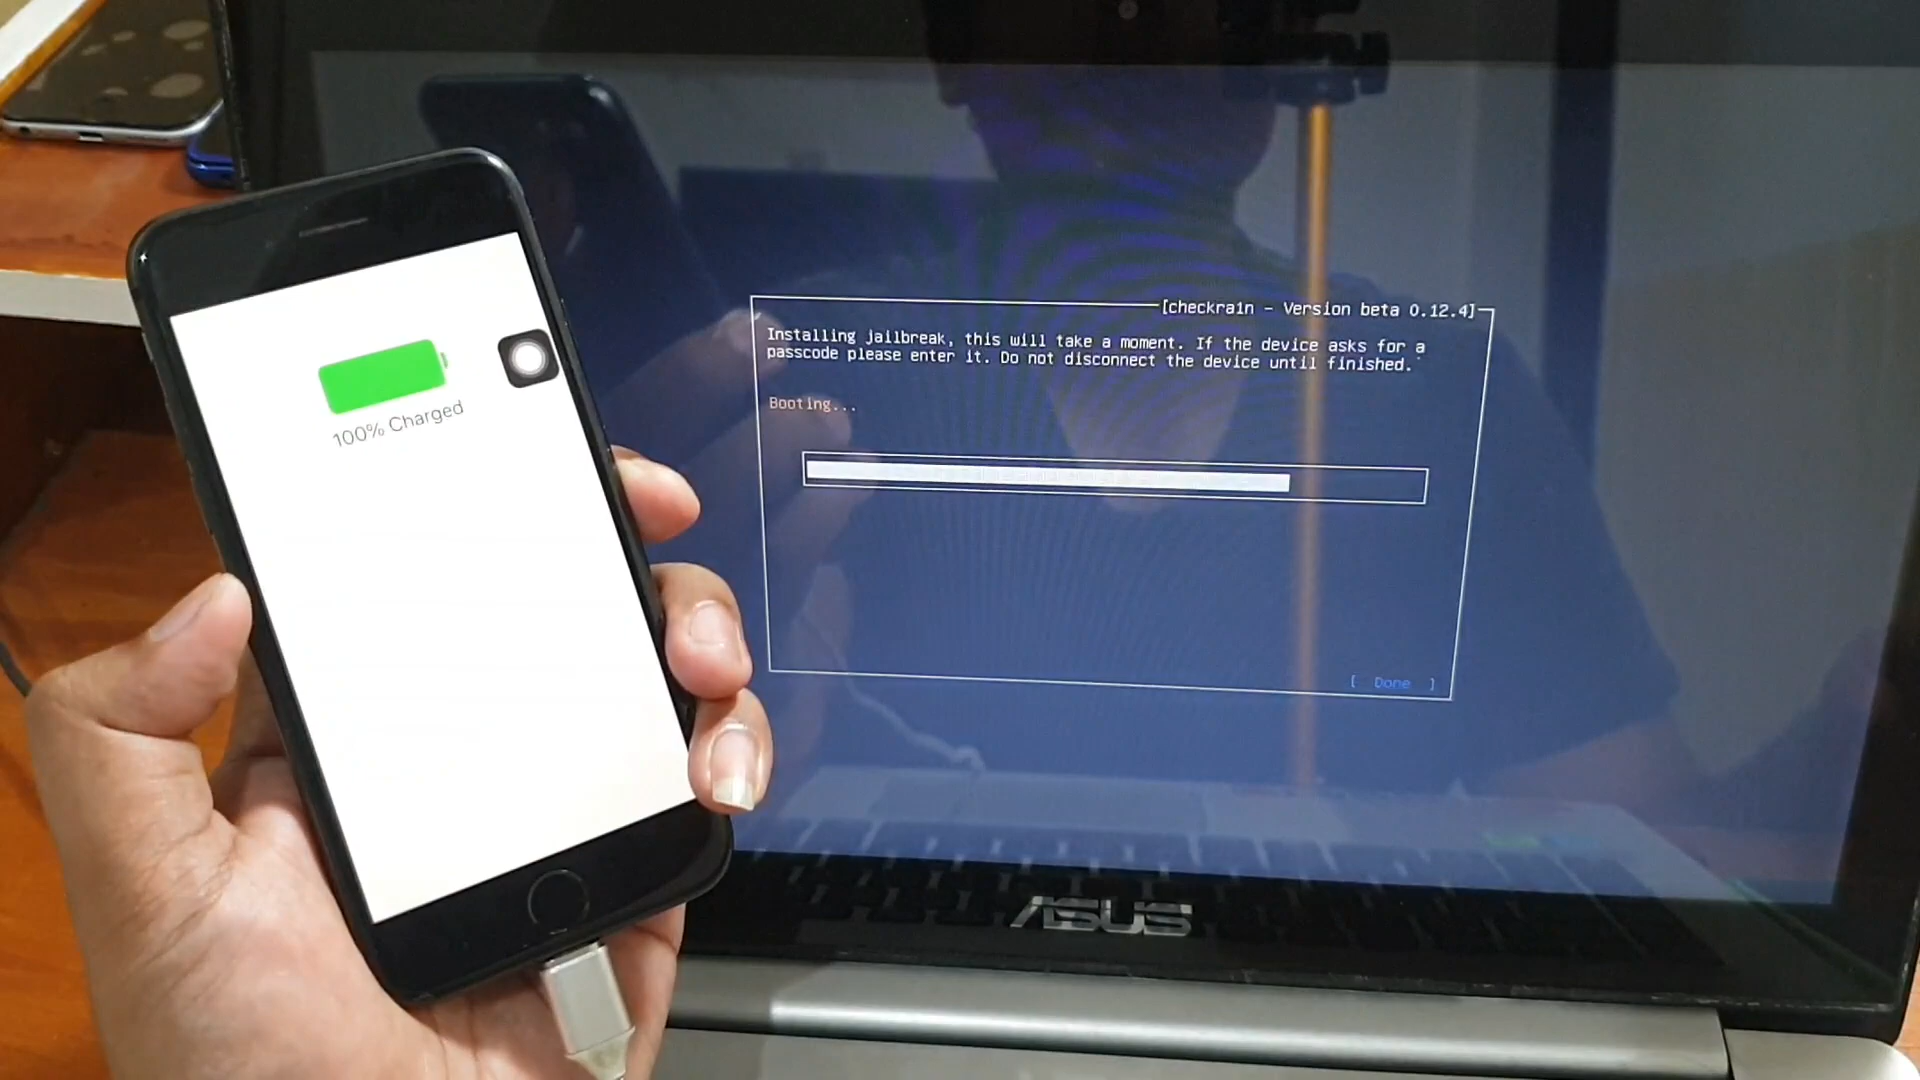 100% Charged
[checkra1n - Version beta 0.12.4]
Installing jailbreak, this will take a moment. If the device asks for a
passcode please enter it. Do not disconnect the device until finished.
Booting...
[ Done ]
ASUS